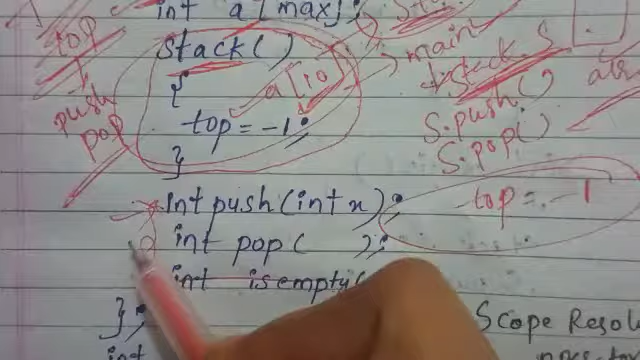 int a[max];
top
Stack()
{
a[10]
main
Stack S
push
pop
S.push()
top = -1;
S.pop()
}
int push(int x);
top = -1
int pop( );
int isempty(
};
Scope Resol
int